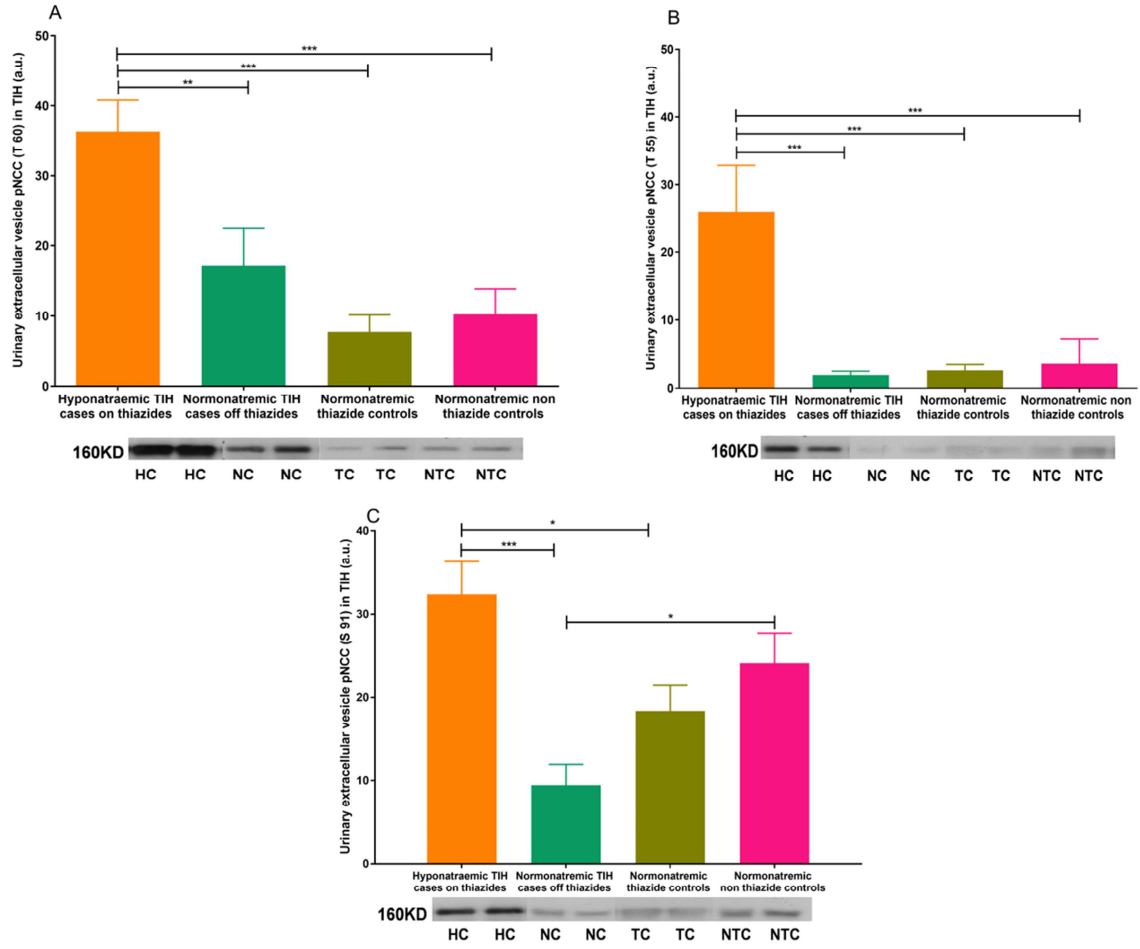 A
Urinary extracellular vesicle pNCC (T 60) in TIH (a.u.)
50
40
30
20
10
0
***
***
**
Hyponatraemic TIH
cases on thiazides
Normonatremic TIH
cases off thiazides
Normonatremic
thiazide controls
Normonatremic non
thiazide controls
160KD
HC HC NC NC TC TC NTC NTC
B
Urinary extracellular vesicle pNCC (T 55) in TIH (a.u.)
50
40
30
20
10
0
***
***
***
Hyponatraemic TIH
cases on thiazides
Normonatremic TIH
cases off thiazides
Normonatremic
thiazide controls
Normonatremic non
thiazide controls
160KD
HC HC NC NC TC TC NTC NTC
C
Urinary extracellular vesicle pNCC (S 91) in TIH (a.u.)
40
30
20
10
0
*
***
*
Hyponatraemic TIH
cases on thiazides
Normonatremic TIH
cases off thiazides
Normonatremic
thiazide controls
Normonatremic
non thiazide controls
160KD
HC HC NC NC TC TC NTC NTC